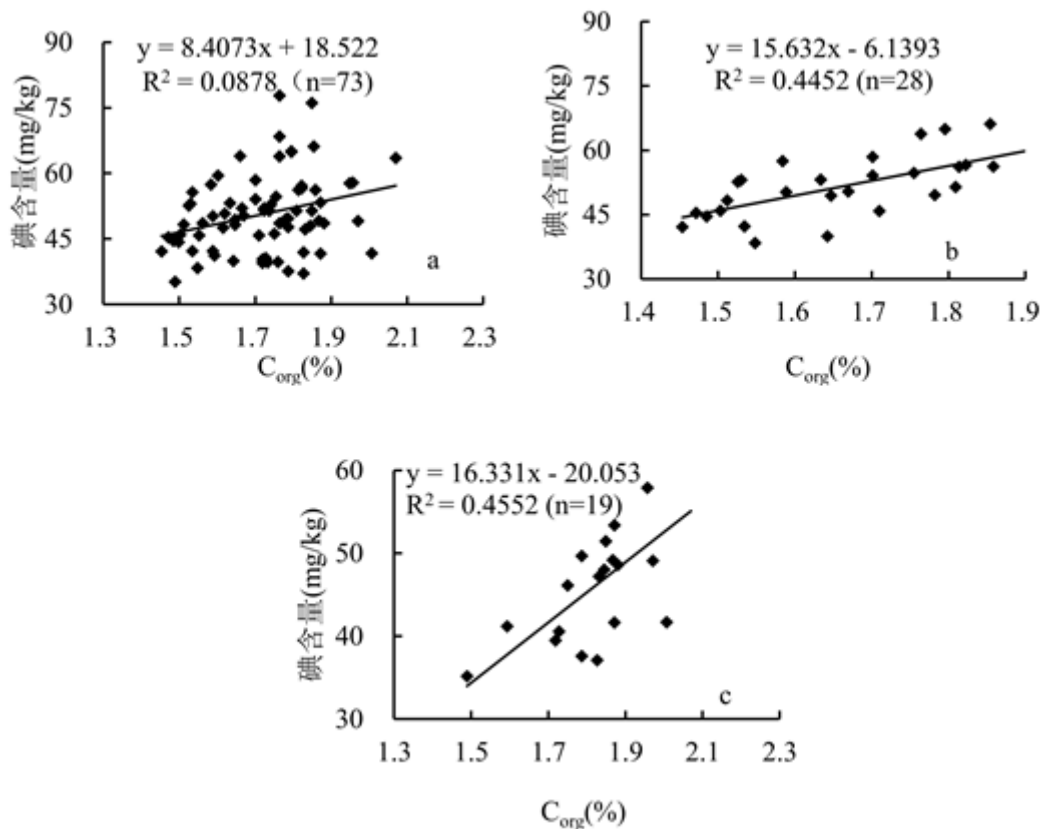 y = 8.4073x + 18.522
R² = 0.0878（n=73)
碘含量(mg/kg)
90
75
60
45
30
a
1.3 1.5 1.7 1.9 2.1 2.3
Corg(%)
y = 15.632x - 6.1393
R² = 0.4452 (n=28)
碘含量(mg/kg)
90
75
60
45
30
b
1.4 1.5 1.6 1.7 1.8 1.9
Corg(%)
y = 16.331x - 20.053
R² = 0.4552 (n=19)
碘含量(mg/kg)
60
50
40
30
c
1.3 1.5 1.7 1.9 2.1 2.3
Corg(%)